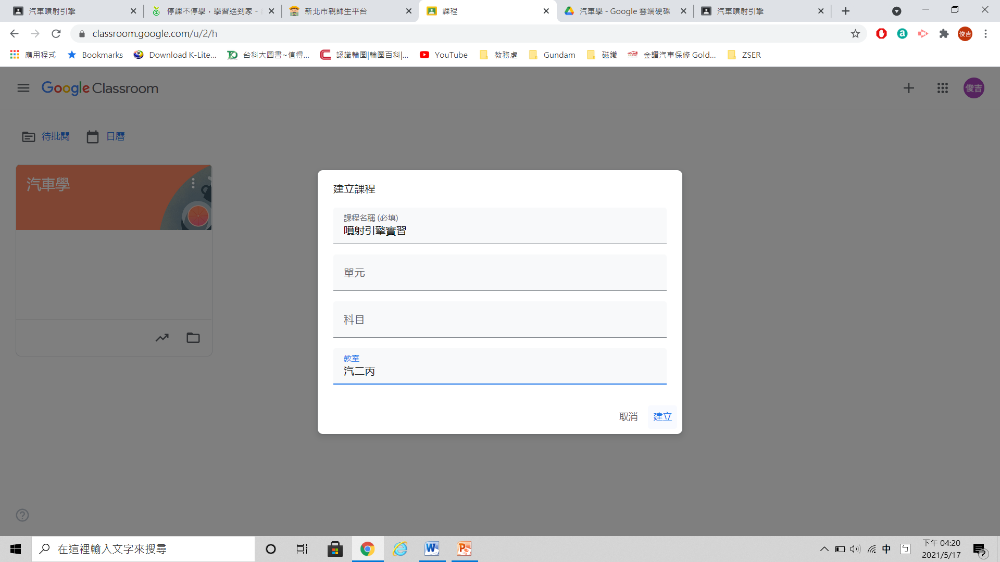 汽車噴射引擎
停課不停學，學習送到家 -
新北市親師生平台
課程
汽車學 - Google 雲端硬碟
汽車噴射引擎
classroom.google.com/u/2/h
俊吉
應用程式
Bookmarks
Download K-Lite...
台科大圖書~值得...
認識輪圈|輪圈百科|...
YouTube
教務處
Gundam
磁鐵
金讚汽車保修 Gold...
ZSER
Google Classroom
俊吉
待批閱
日曆
汽車學
建立課程
課程名稱 (必填)
噴射引擎實習
單元
科目
教室
汽二丙
取消
建立
在這裡輸入文字來搜尋
中
ㄅ
下午 04:20
2021/5/17
2